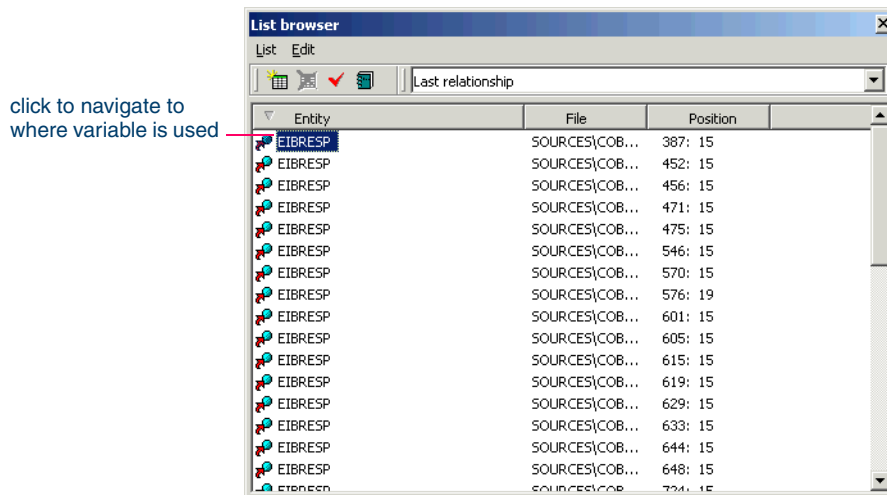 List browser
List Edit
Last relationship
click to navigate to
where variable is used
Entity File Position
EIBRESP SOURCES\COB... 387: 15
EIBRESP SOURCES\COB... 452: 15
EIBRESP SOURCES\COB... 456: 15
EIBRESP SOURCES\COB... 471: 15
EIBRESP SOURCES\COB... 475: 15
EIBRESP SOURCES\COB... 546: 15
EIBRESP SOURCES\COB... 570: 15
EIBRESP SOURCES\COB... 576: 19
EIBRESP SOURCES\COB... 601: 15
EIBRESP SOURCES\COB... 605: 15
EIBRESP SOURCES\COB... 615: 15
EIBRESP SOURCES\COB... 619: 15
EIBRESP SOURCES\COB... 629: 15
EIBRESP SOURCES\COB... 633: 15
EIBRESP SOURCES\COB... 644: 15
EIBRESP SOURCES\COB... 648: 15
EIBRESP SOURCES\COB... 724: 15